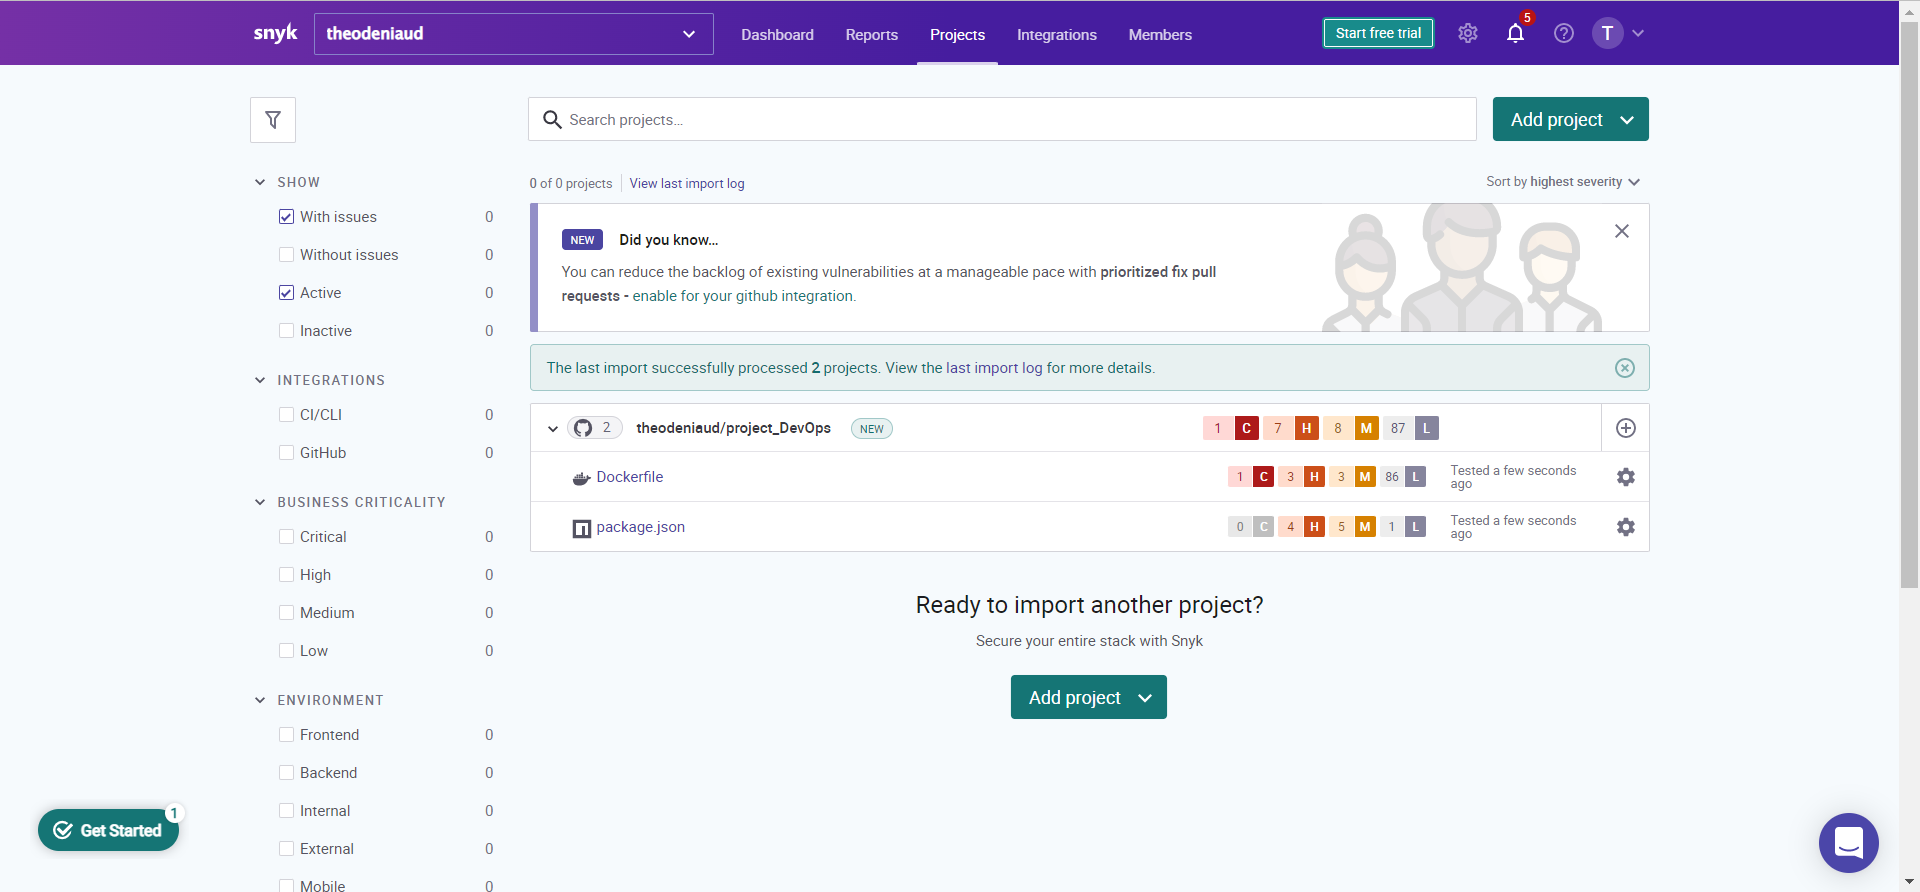 snyk
theodeniaud
Dashboard
Reports
Projects
Integrations
Members
Start free trial
5
T
Search projects...
Add project
SHOW
With issues 0
Without issues 0
Active 0
Inactive 0
INTEGRATIONS
CI/CLI 0
GitHub 0
BUSINESS CRITICALITY
Critical 0
High 0
Medium 0
Low 0
ENVIRONMENT
Frontend 0
Backend 0
Internal 0
External 0
Mobile 0
Get Started
1
0 of 0 projects
View last import log
Sort by highest severity
NEW Did you know...
You can reduce the backlog of existing vulnerabilities at a manageable pace with prioritized fix pull
requests - enable for your github integration.
The last import successfully processed 2 projects. View the last import log for more details.
2 theodeniaud/project_DevOps NEW 1 C 7 H 8 M 87 L
Dockerfile 1 C 3 H 3 M 86 L Tested a few seconds
ago
package.json 0 C 4 H 5 M 1 L Tested a few seconds
ago
Ready to import another project?
Secure your entire stack with Snyk
Add project